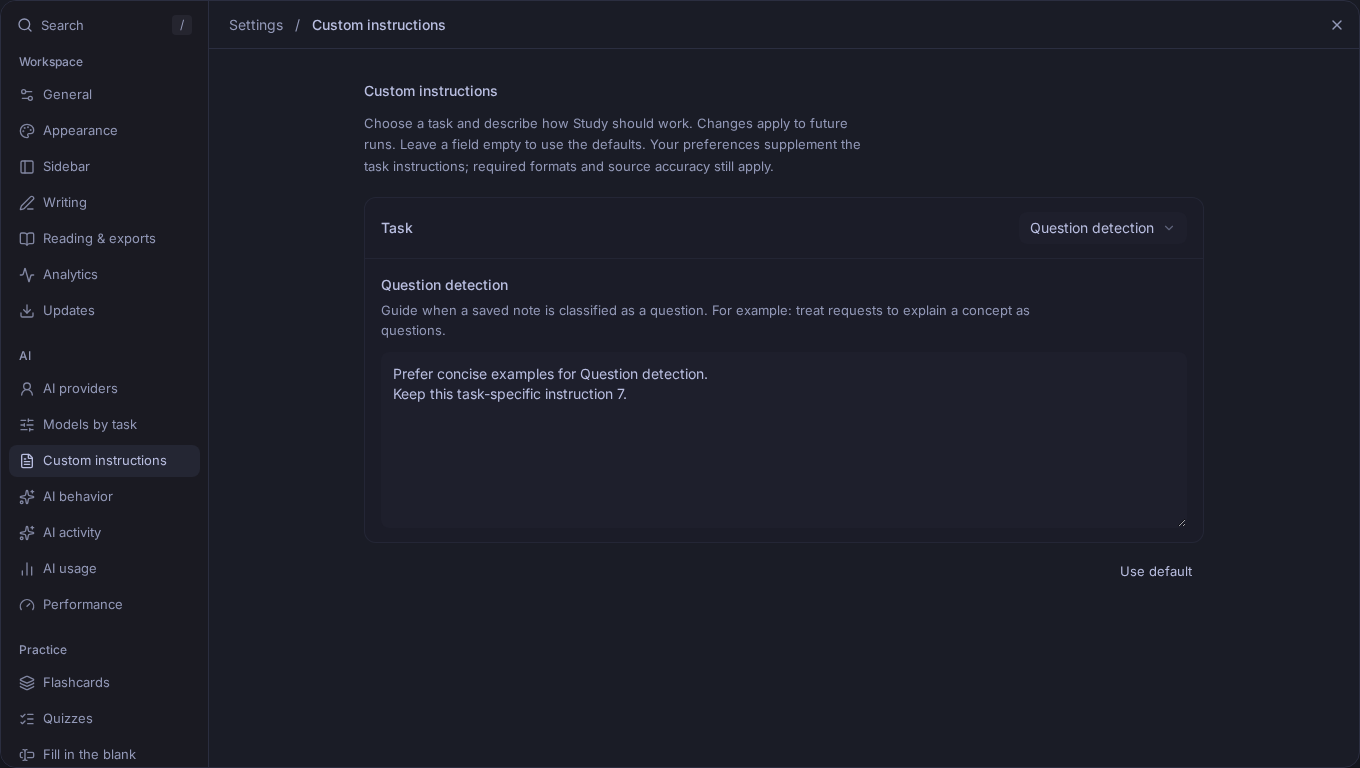 Search /
Workspace
General
Appearance
Sidebar
Writing
Reading & exports
Analytics
Updates
AI
AI providers
Models by task
Custom instructions
AI behavior
AI activity
AI usage
Performance
Practice
Flashcards
Quizzes
Fill in the blank
Settings / Custom instructions
Custom instructions
Choose a task and describe how Study should work. Changes apply to future
runs. Leave a field empty to use the defaults. Your preferences supplement the
task instructions; required formats and source accuracy still apply.
Task
Question detection
Question detection
Guide when a saved note is classified as a question. For example: treat requests to explain a concept as
questions.
Prefer concise examples for Question detection.
Keep this task-specific instruction 7.
Use default